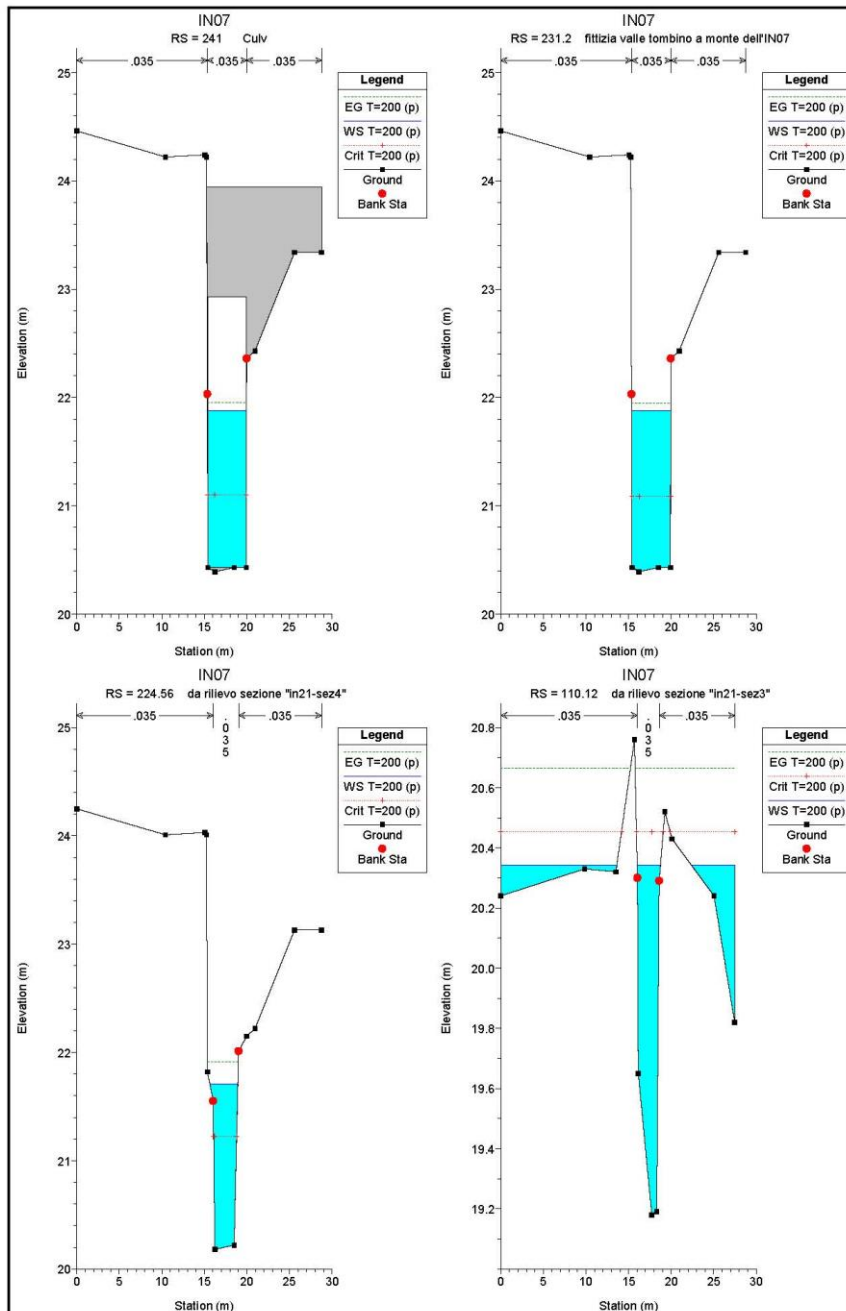 IN07
RS = 241 Culv
.035 .035 .035
Legend
EG T=200 (p)
WS T=200 (p)
Crit T=200 (p)
Ground
Bank Sta
Elevation (m)
25
24
23
22
21
20
0 5 10 15 20 25 30
Station (m)
IN07
RS = 231.2 fittizia valle tombino a monte dell'IN07
.035 .035 .035
Legend
EG T=200 (p)
WS T=200 (p)
Crit T=200 (p)
Ground
Bank Sta
Elevation (m)
25
24
23
22
21
20
0 5 10 15 20 25 30
Station (m)
IN07
RS = 224.56 da rilievo sezione "in21-sez4"
.035 .035 .035
Legend
EG T=200 (p)
WS T=200 (p)
Crit T=200 (p)
Ground
Bank Sta
Elevation (m)
25
24
23
22
21
20
0 5 10 15 20 25 30
Station (m)
IN07
RS = 110.12 da rilievo sezione "in21-sez3"
.035 .035 .035
Legend
EG T=200 (p)
Crit T=200 (p)
WS T=200 (p)
Ground
Bank Sta
Elevation (m)
20.8
20.6
20.4
20.2
20.0
19.8
19.6
19.4
19.2
0 5 10 15 20 25 30
Station (m)